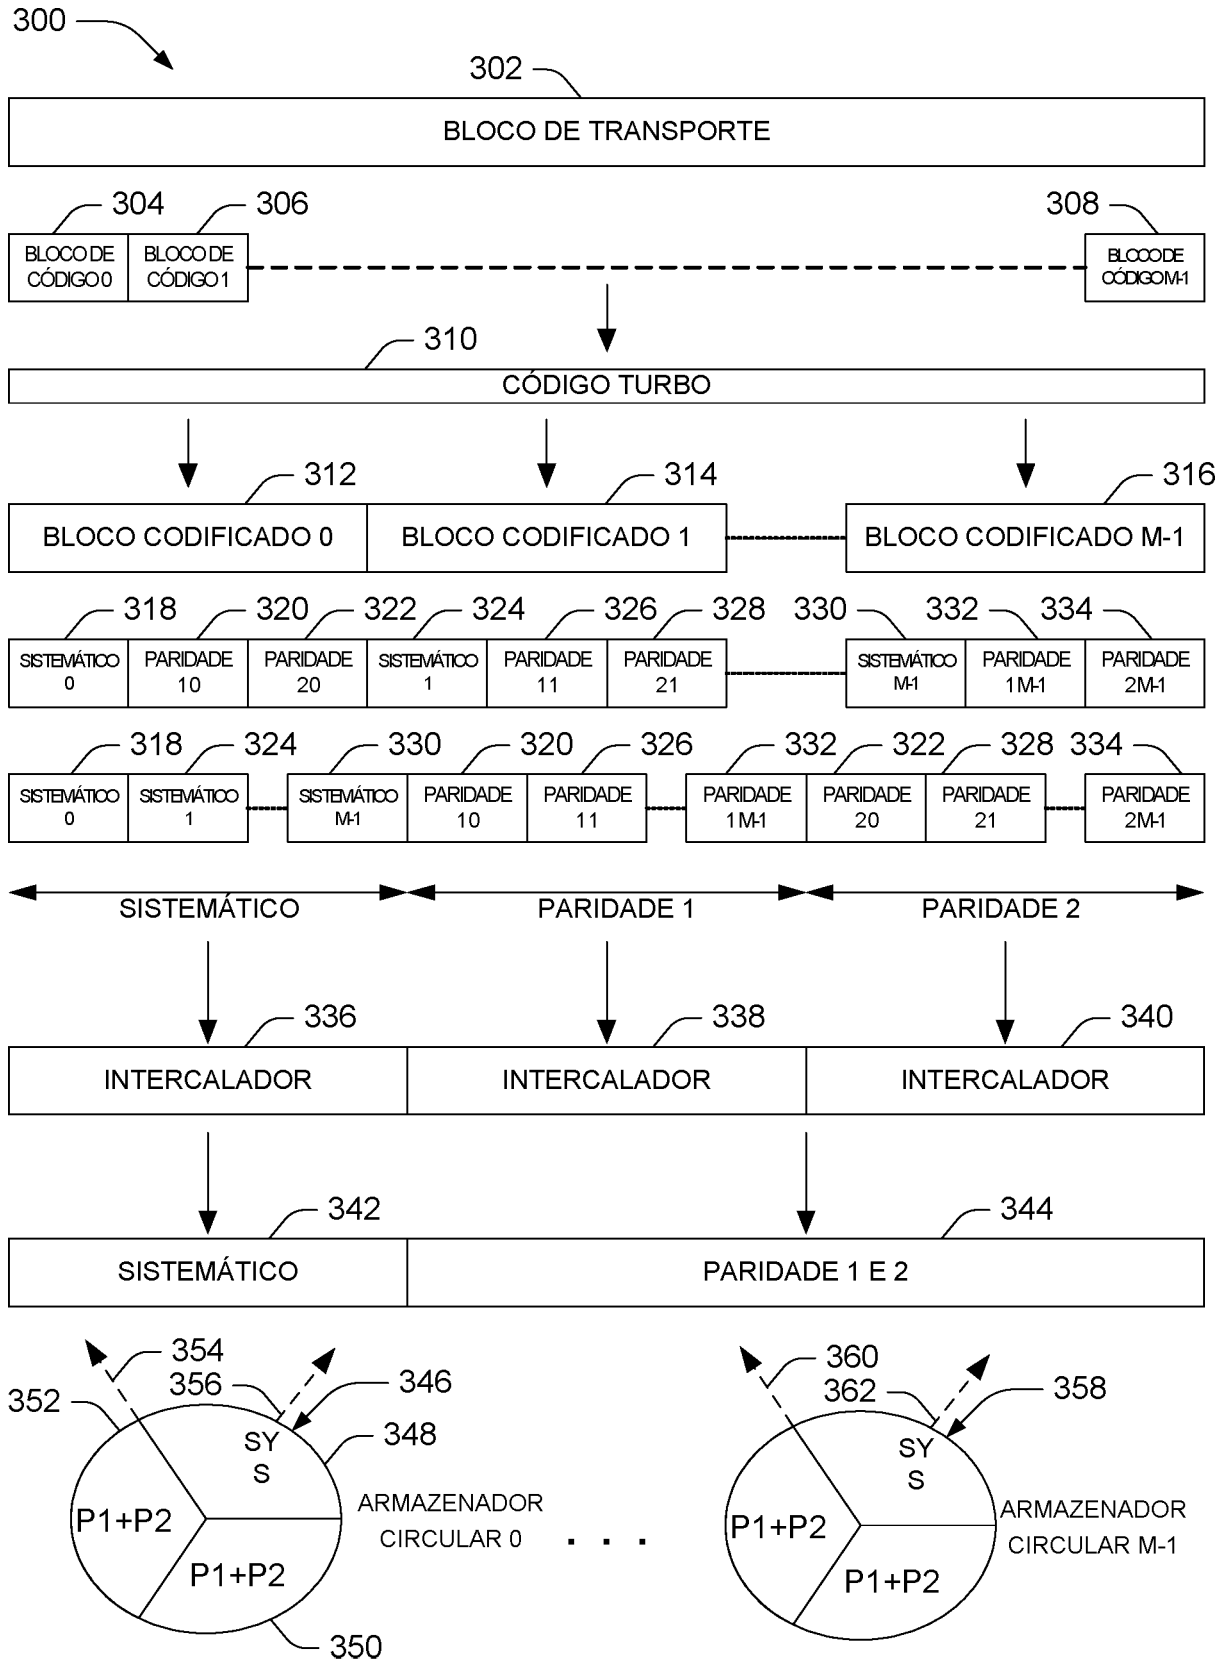 300
302
BLOCO DE TRANSPORTE
304
306
308
BLOCO DE
CÓDIGO 0
BLOCO DE
CÓDIGO 1
BLOCO DE
CÓDIGO M-1
310
CÓDIGO TURBO
312
314
316
BLOCO CODIFICADO 0
BLOCO CODIFICADO 1
BLOCO CODIFICADO M-1
318
320
322
324
326
328
330
332
334
SISTEMÁTICO
0
PARIDADE
10
PARIDADE
20
SISTEMÁTICO
1
PARIDADE
11
PARIDADE
21
SISTEMÁTICO
M-1
PARIDADE
1M-1
PARIDADE
2M-1
318
324
330
320
326
332
322
328
334
SISTEMÁTICO
0
SISTEMÁTICO
1
SISTEMÁTICO
M-1
PARIDADE
10
PARIDADE
11
PARIDADE
1M-1
PARIDADE
20
PARIDADE
21
PARIDADE
2M-1
SISTEMÁTICO
PARIDADE 1
PARIDADE 2
336
338
340
INTERCALADOR
INTERCALADOR
INTERCALADOR
342
344
SISTEMÁTICO
PARIDADE 1 E 2
354
356
346
352
348
SY
S
P1+P2
P1+P2
350
ARMAZENADOR
CIRCULAR 0
. . .
360
362
358
SY
S
P1+P2
P1+P2
ARMAZENADOR
CIRCULAR M-1